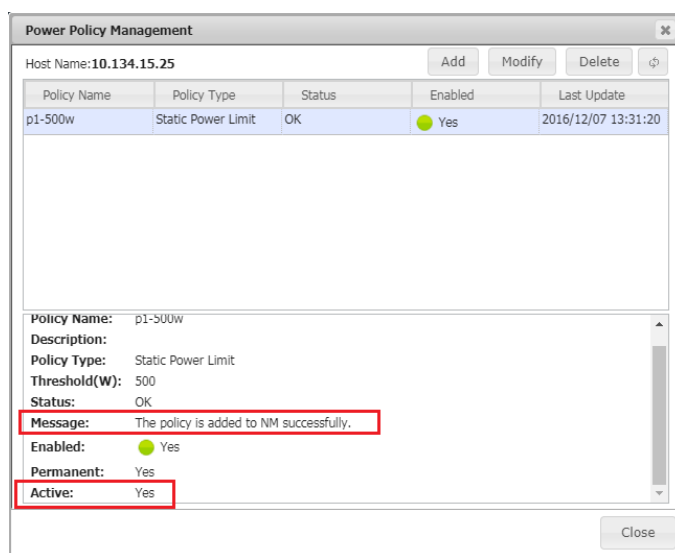 Power Policy Management
Host Name:10.134.15.25 Add Modify Delete
Policy Name Policy Type Status Enabled Last Update
p1-500w Static Power Limit OK Yes 2016/12/07 13:31:20
Policy Name: p1-500w
Description:
Policy Type: Static Power Limit
Threshold(W): 500
Status: OK
Message: The policy is added to NM successfully.
Enabled: Yes
Permanent: Yes
Active: Yes
Close